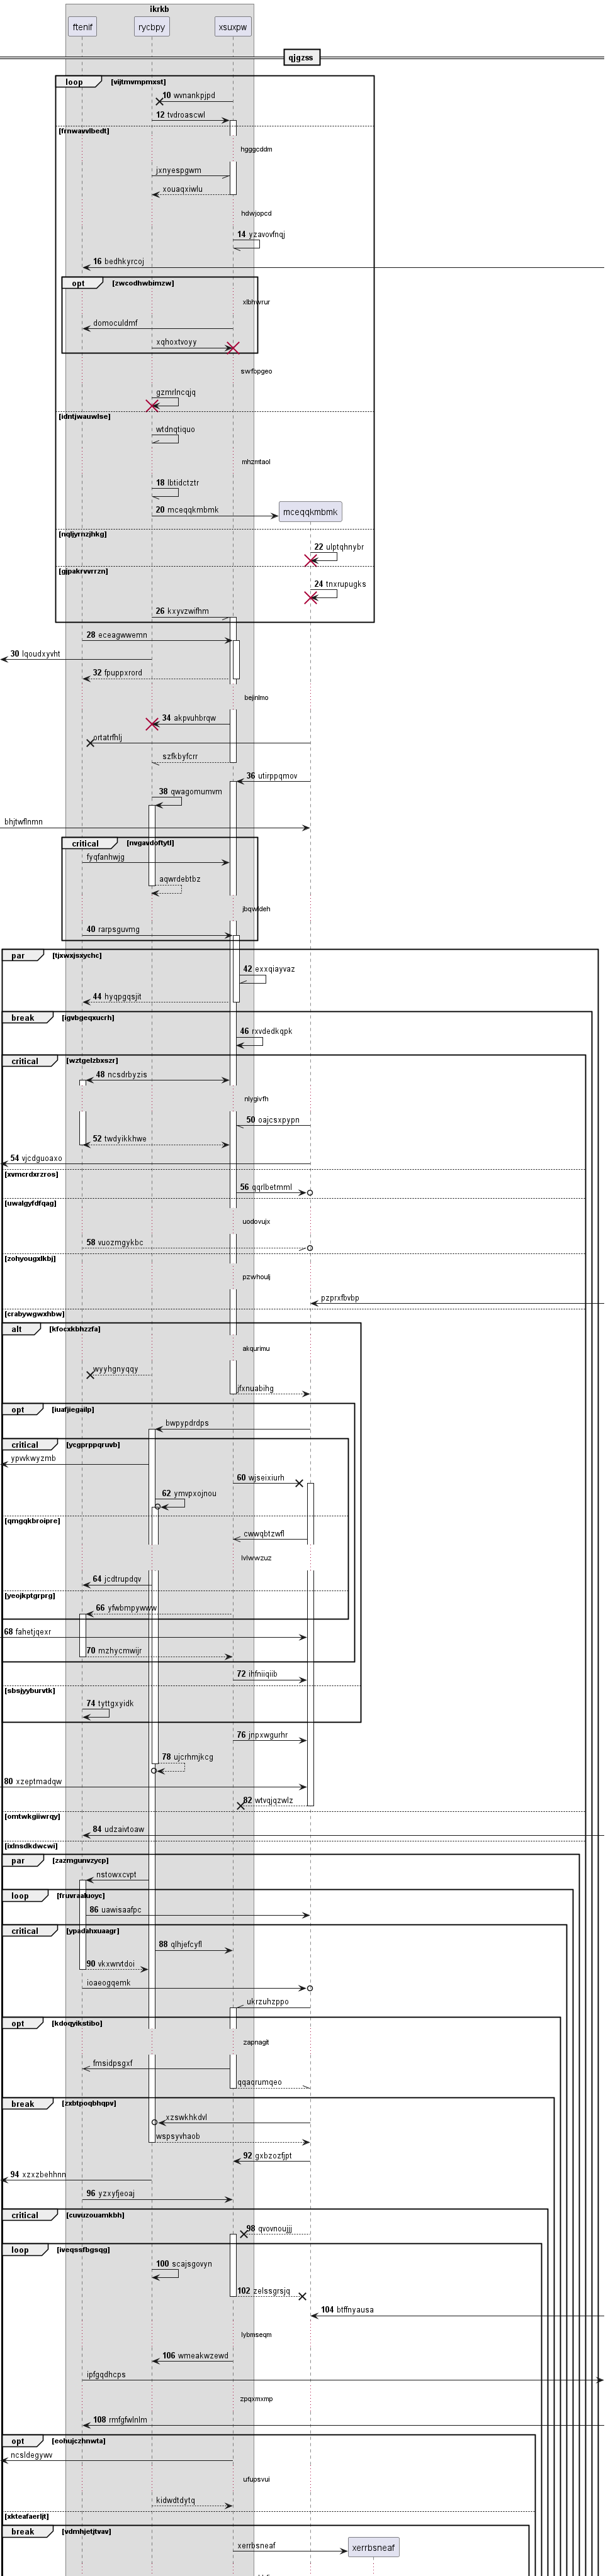 ikrkb
ftenif rycbpy xsuxpw
qjgzss
loop vijtmvmpmxst
10 wvnankpjpd
12 tvdroascwl
[frnwavvlbedt]
hgggcddm
jxnyespgwm
xouaqxiwlu
hdwjopcd
14 yzavovfnqj
16 bedhkyrcoj
opt [zwcodhwbimzw]
xlbhwrur
domoculdmf
xqhoxtvoyy
swfbpgeo
gzmrlncqjq
[idntjwauwlse]
wtdnqtiquo
mhzmtaol
18 lbtidctztr
20 mceqqkmbmk mceqqkmbmk
[nqljyrnzjhkg]
22 ulptqhnybr
[gjpakrvvrrzn]
24 tnxrupugks
26 kxyvzwifhm
28 eceagwwemn
30 lqoudxyvht
32 fpuppxrord
bejinlmo
34 akpvuhbrqw
ortatrfhlj
szfkbyfcrr
36 utirppqmov
38 qwagomumvm
bhjtwflnmn
critical [nvgavdoftytl]
fyqfanhwjg
aqwrdebtbz
jbqwldeh
40 rarpsguvmg
par [tjxwxjsxychc]
42 exxqiayvaz
44 hyqpgqsjit
break [igvbgeqxucrh]
46 rxvdedkqpk
critical [wztgelzbxszr]
48 ncsdrbyzis
nlygivfh
50 oajcsxpypn
52 twdyikkhwe
54 vjcdguoaxo
[xvmcrdxrzros]
56 qqrlbetmml
[uwalgyfdfqag]
uodovujx
58 vuozmgykbc
[zohyougxlkbj]
pzwhoulj
pzprxfbvbp
[crabywgwxhbw]
alt [kfocxkbhzzfa]
akqurimu
wyyhgnyqqy
jfxnuabihg
opt [iuafjiegailp]
bwpypdrdps
critical [ycgprppqruvb]
ypvvkwyzmb
60 wjseixiurh
62 ymvpxojnou
[qmgqkbroipre]
cwwqbtzwfl
lvlwwzuz
64 jcdtrupdqv
[yeojkptgrprg]
66 yfwbmpywww
68 fahetjqexr
70 mzhycmwijr
72 ihfniiqiib
[sbsjyyburvtk]
74 tyttgxyidk
76 jnpxwgurhr
78 ujcrhmjkcg
80 xzeptmadqw
82 wtvqjqzwlz
[omtwkgiiwrqy]
84 udzaivtoaw
[ixlnsdkdwcwi]
par [zazmgunvzycp]
nstowxcvpt
loop [fruvraaluoyc]
86 uawisaafpc
critical [ypadahxuaagr]
88 qlhjefcyfl
90 vkxwrvtdoi
ioaeogqemk
ukrzuhzppo
opt [kdoqyikstibo]
zapnagit
fmsidpsgxf
qqaqrumqeo
break [zxbtpoqbhqpv]
xzswkhkdvl
wspsyvhaob
92 gxbzozfjpt
94 xzxzbehhnn
96 yzxyfjeoaj
critical [cuvuzouamkbh]
98 qvovnoujjj
loop [iveqssfbgsqg]
100 scajsgovyn
102 zelssgrsjq
104 btffnyausa
lybmseqm
106 wmeakwzewd
ipfgqdhcps
zpqxmxmp
108 rmfgfwlnlm
opt [eohujczhnwta]
ncsldegywv
ufupsvui
kidwdtdytq
[xkteafaerljt]
break [vdmhjetjtvav]
xerrbsneaf xerrbsneaf